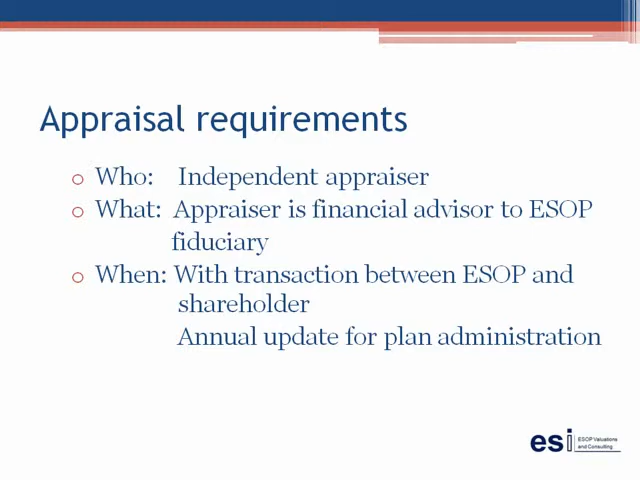 Appraisal requirements
o Who: Independent appraiser
o What: Appraiser is financial advisor to ESOP
fiduciary
o When: With transaction between ESOP and
shareholder
Annual update for plan administration
esi ESOP Valuations
and Consulting